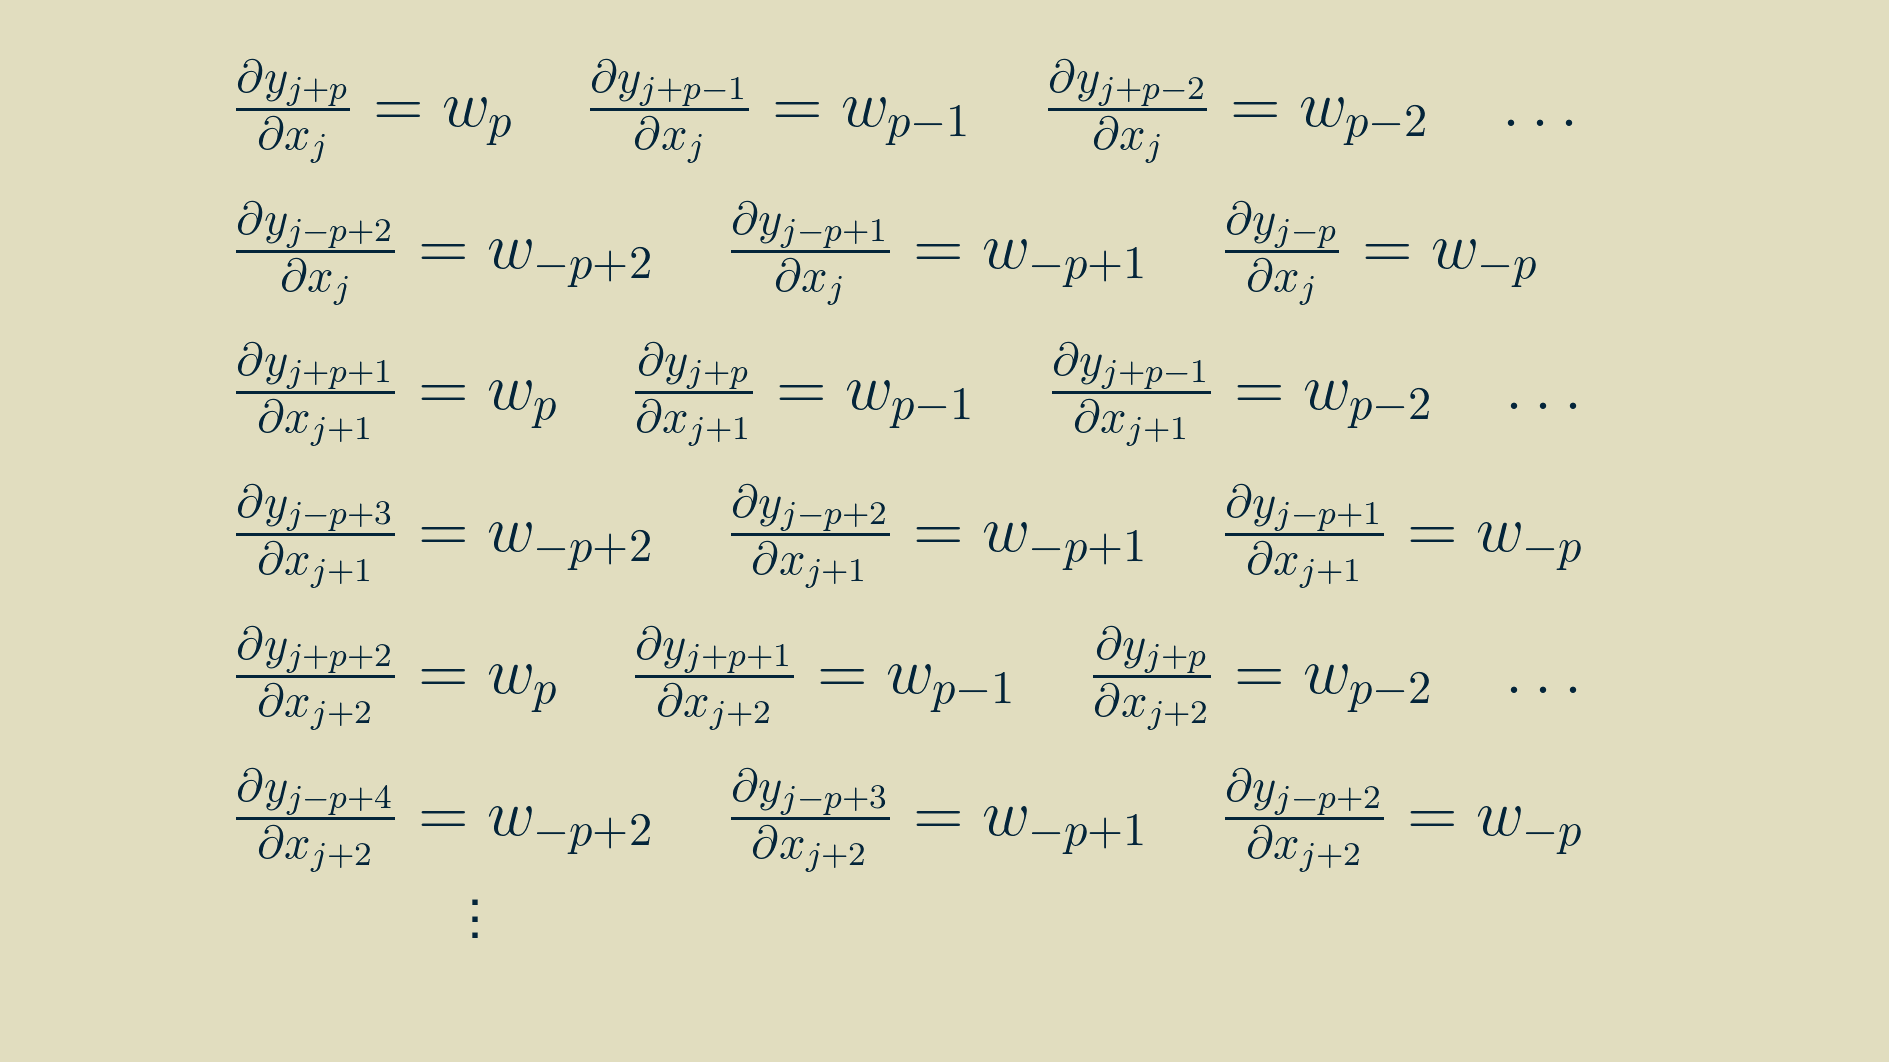 ∂y_{j+p}/∂x_j = w_p   ∂y_{j+p−1}/∂x_j = w_{p−1}   ∂y_{j+p−2}/∂x_j = w_{p−2}   …
∂y_{j−p+2}/∂x_j = w_{−p+2}   ∂y_{j−p+1}/∂x_j = w_{−p+1}   ∂y_{j−p}/∂x_j = w_{−p}
∂y_{j+p+1}/∂x_{j+1} = w_p   ∂y_{j+p}/∂x_{j+1} = w_{p−1}   ∂y_{j+p−1}/∂x_{j+1} = w_{p−2}   …
∂y_{j−p+3}/∂x_{j+1} = w_{−p+2}   ∂y_{j−p+2}/∂x_{j+1} = w_{−p+1}   ∂y_{j−p+1}/∂x_{j+1} = w_{−p}
∂y_{j+p+2}/∂x_{j+2} = w_p   ∂y_{j+p+1}/∂x_{j+2} = w_{p−1}   ∂y_{j+p}/∂x_{j+2} = w_{p−2}   …
∂y_{j−p+4}/∂x_{j+2} = w_{−p+2}   ∂y_{j−p+3}/∂x_{j+2} = w_{−p+1}   ∂y_{j−p+2}/∂x_{j+2} = w_{−p}
⋮